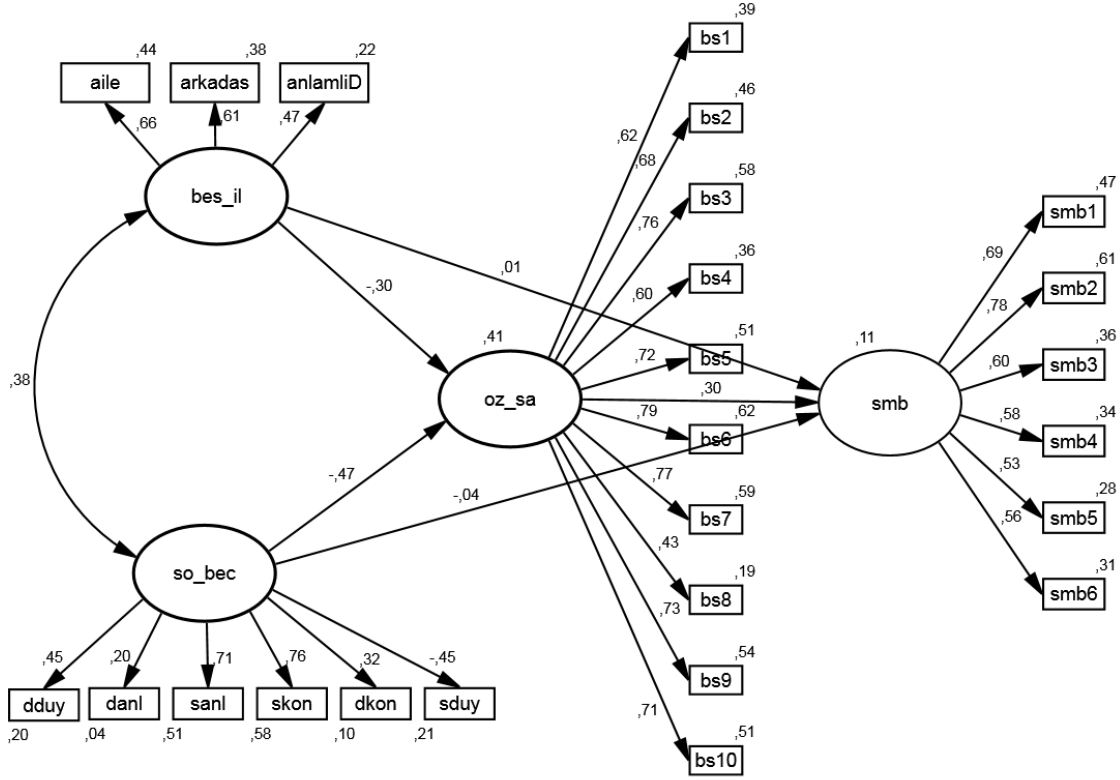 ,39
bs1
,44
,38
,22
aile
arkadas
anlamliD
,66
,61
,47
,46
bs2
,62
,68
,58
bs3
bes_il
,76
,47
smb1
,36
bs4
,01
,60
-,30
,69
,61
smb2
,78
,41
,51
bs5
,72
,11
,36
smb3
,60
,38
oz_sa
,30
smb
,79
,62
bs6
,58
,34
smb4
-,47
,77
,53
-,04
,59
bs7
,28
smb5
,56
,43
so_bec
,19
bs8
,31
smb6
,73
,45
,20
,71
,76
,32
-,45
,54
bs9
dduy
danl
sanl
skon
dkon
sduy
,71
,20
,04
,51
,58
,10
,21
,51
bs10